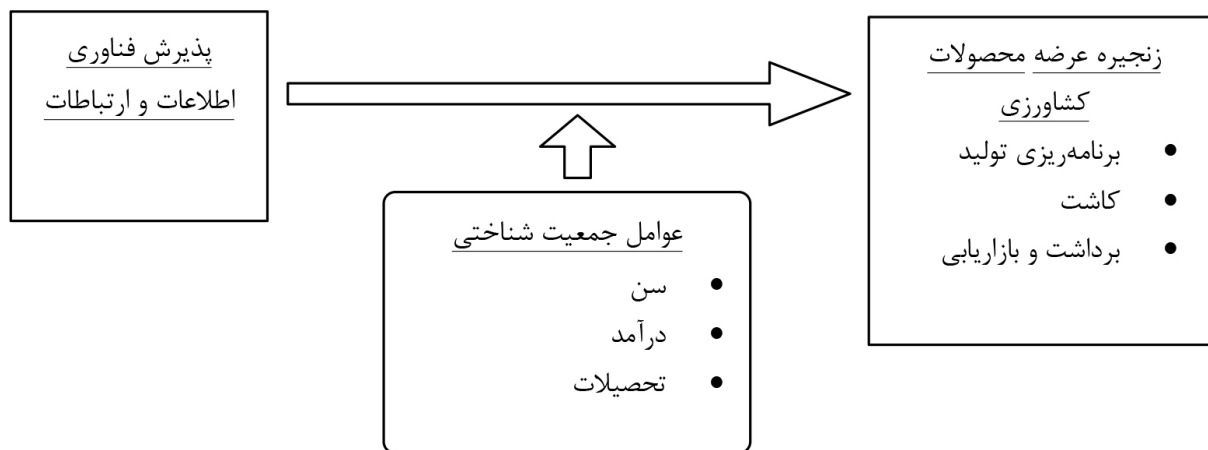 پذیرش فناوری
اطلاعات و ارتباطات
زنجیره عرضه محصولات
کشاورزی
• برنامه‌ریزی تولید
• کاشت
• برداشت و بازاریابی
عوامل جمعیت شناختی
• سن
• درآمد
• تحصیلات